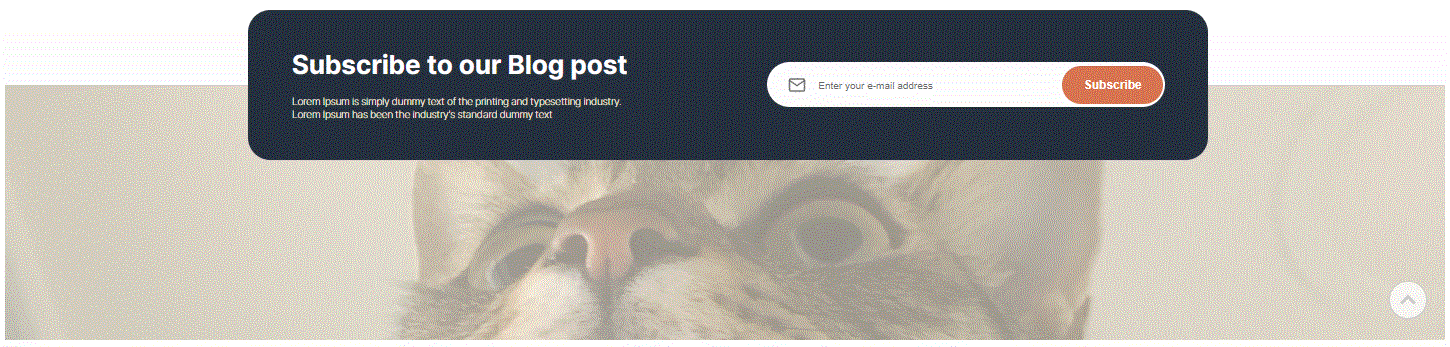 Subscribe to our Blog post
Lorem Ipsum is simply dummy text of the printing and typesetting industry.
Lorem Ipsum has been the industry's standard dummy text
Enter your e-mail address
Subscribe